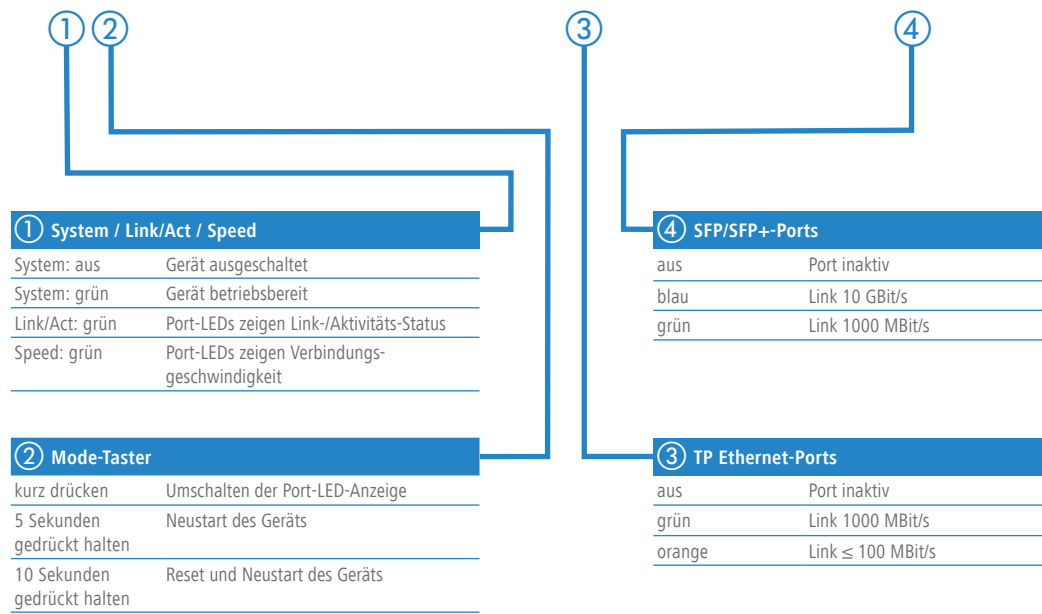 ① ② ③ ④
① System / Link/Act / Speed
System: aus Gerät ausgeschaltet
System: grün Gerät betriebsbereit
Link/Act: grün Port-LEDs zeigen Link-/Aktivitäts-Status
Speed: grün Port-LEDs zeigen Verbindungs-
geschwindigkeit
② Mode-Taster
kurz drücken Umschalten der Port-LED-Anzeige
5 Sekunden Neustart des Geräts
gedrückt halten
10 Sekunden Reset und Neustart des Geräts
gedrückt halten
④ SFP/SFP+-Ports
aus Port inaktiv
blau Link 10 GBit/s
grün Link 1000 MBit/s
③ TP Ethernet-Ports
aus Port inaktiv
grün Link 1000 MBit/s
orange Link ≤ 100 MBit/s